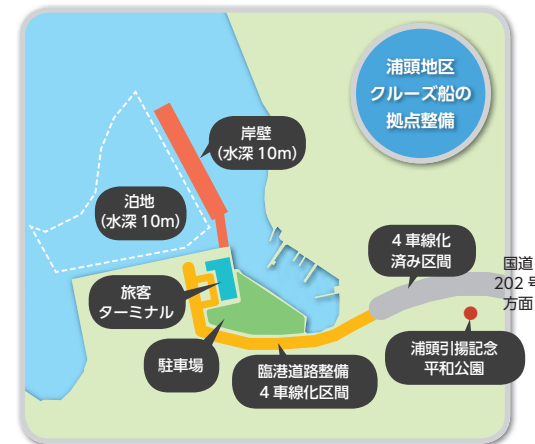 浦頭地区
クルーズ船の
拠点整備
岸壁
(水深 10m)
泊地
(水深 10m)
4 車線化
済み区間
国道
202 号
方面
旅客
ターミナル
駐車場
臨港道路整備
4 車線化区間
浦頭引揚記念
平和公園